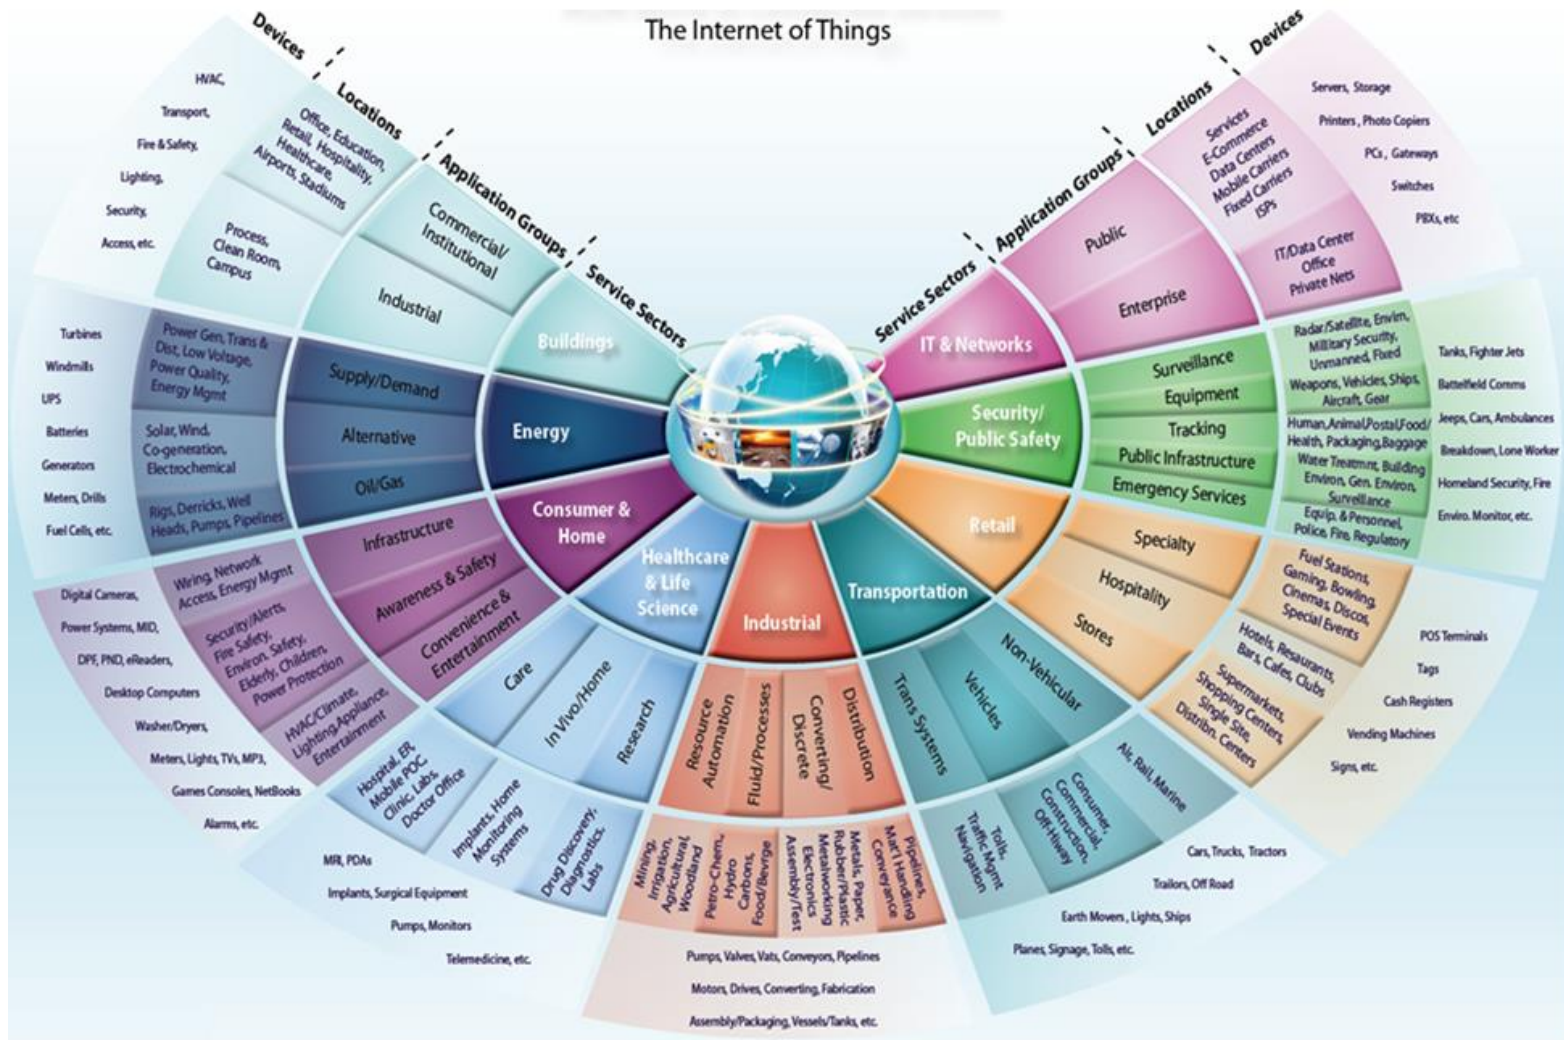 The Internet of Things
Devices
Locations
Application Groups
Service Sectors
Service Sectors
Application Groups
Locations
Devices
Buildings
Commercial/
Institutional
Industrial
Office, Education,
Retail, Hospitality,
Healthcare,
Airports, Stadiums
Process,
Clean Room,
Campus
HVAC,
Transport,
Fire & Safety,
Lighting,
Security,
Access, etc.
Energy
Supply/Demand
Alternative
Oil/Gas
Power Gen, Trans &
Dist, Low Voltage,
Power Quality,
Energy Mgmt
Solar, Wind,
Co-generation,
Electrochemical
Rigs, Derricks, Well
Heads, Pumps, Pipelines
Turbines
Windmills
UPS
Batteries
Generators
Meters, Drills
Fuel Cells, etc.
Consumer &
Home
Infrastructure
Awareness & Safety
Convenience &
Entertainment
Wiring, Network
Access, Energy Mgmt
Security/Alerts,
Fire Safety,
Environ. Safety,
Elderly, Children,
Power Protection
HVAC/Climate,
Lighting,Appliance,
Entertainment
Digital Cameras,
Power Systems, MID,
DPF, PND, eReaders,
Desktop Computers
Washer/Dryers,
Meters, Lights, TVs, MP3,
Games Consoles, NetBooks
Alarms, etc.
Healthcare
& Life
Science
Care
In Vivo/Home
Research
Hospital, ER,
Mobile POC,
Clinic, Labs,
Doctor Office
Implants, Home
Monitoring
Systems
Drug Discovery,
Diagnostics,
Labs
MRI, PDAs
Implants, Surgical Equipment
Pumps, Monitors
Telemedicine, etc.
Industrial
Resource
Automation
Fluid/Processes
Converting/
Discrete
Distribution
Mining,
Irrigation,
Agricultural,
Woodland
Petro-Chem.,
Hydro
Carbons,
Food/Bevrge
Metals, Paper,
Rubber/Plastic
Metalworking
Electronics
Assembly/Test
Pipelines,
Mat'l Handling
Conveyance
Pumps, Valves, Vats, Conveyors, Pipelines
Motors, Drives, Converting, Fabrication
Assembly/Packaging, Vessels/Tanks, etc.
Transportation
Trans Systems
Vehicles
Non-Vehicular
Tolls,
Traffic Mgmt
Navigation
Consumer,
Commercial,
Construction,
Off-Hiway
Air, Rail, Marine
Cars, Trucks, Tractors
Trailors, Off Road
Earth Movers , Lights, Ships
Planes, Signage, Tolls, etc.
Retail
Specialty
Hospitality
Stores
Fuel Stations,
Gaming, Bowling,
Cinemas, Discos,
Special Events
Hotels, Resaurants,
Bars, Cafes, Clubs
Supermarkets,
Shopping Centers,
Single Site,
Distribn. Centers
POS Terminals
Tags
Cash Registers
Vending Machines
Signs, etc.
Security/
Public Safety
Surveillance
Equipment
Tracking
Public Infrastructure
Emergency Services
Radar/Satellite, Envirn,
Military Security,
Unmanned, Fixed
Weapons, Vehicles, Ships,
Aircraft, Gear
Human,Animal,Postal,Food/
Health, Packaging,Baggage
Water Treatmnt, Building
Environ, Gen. Environ,
Surveillance
Equip. & Personnel,
Police, Fire, Regulatory
Tanks, Fighter Jets
Battelfield Comms
Jeeps, Cars, Ambulances
Breakdown, Lone Worker
Homeland Security, Fire
Enviro. Monitor, etc.
IT & Networks
Public
Enterprise
Services
E-Commerce
Data Centers
Mobile Carriers
Fixed Carriers
ISPs
IT/Data Center
Office
Private Nets
Servers, Storage
Printers , Photo Copiers
PCs , Gateways
Switches
PBXs, etc